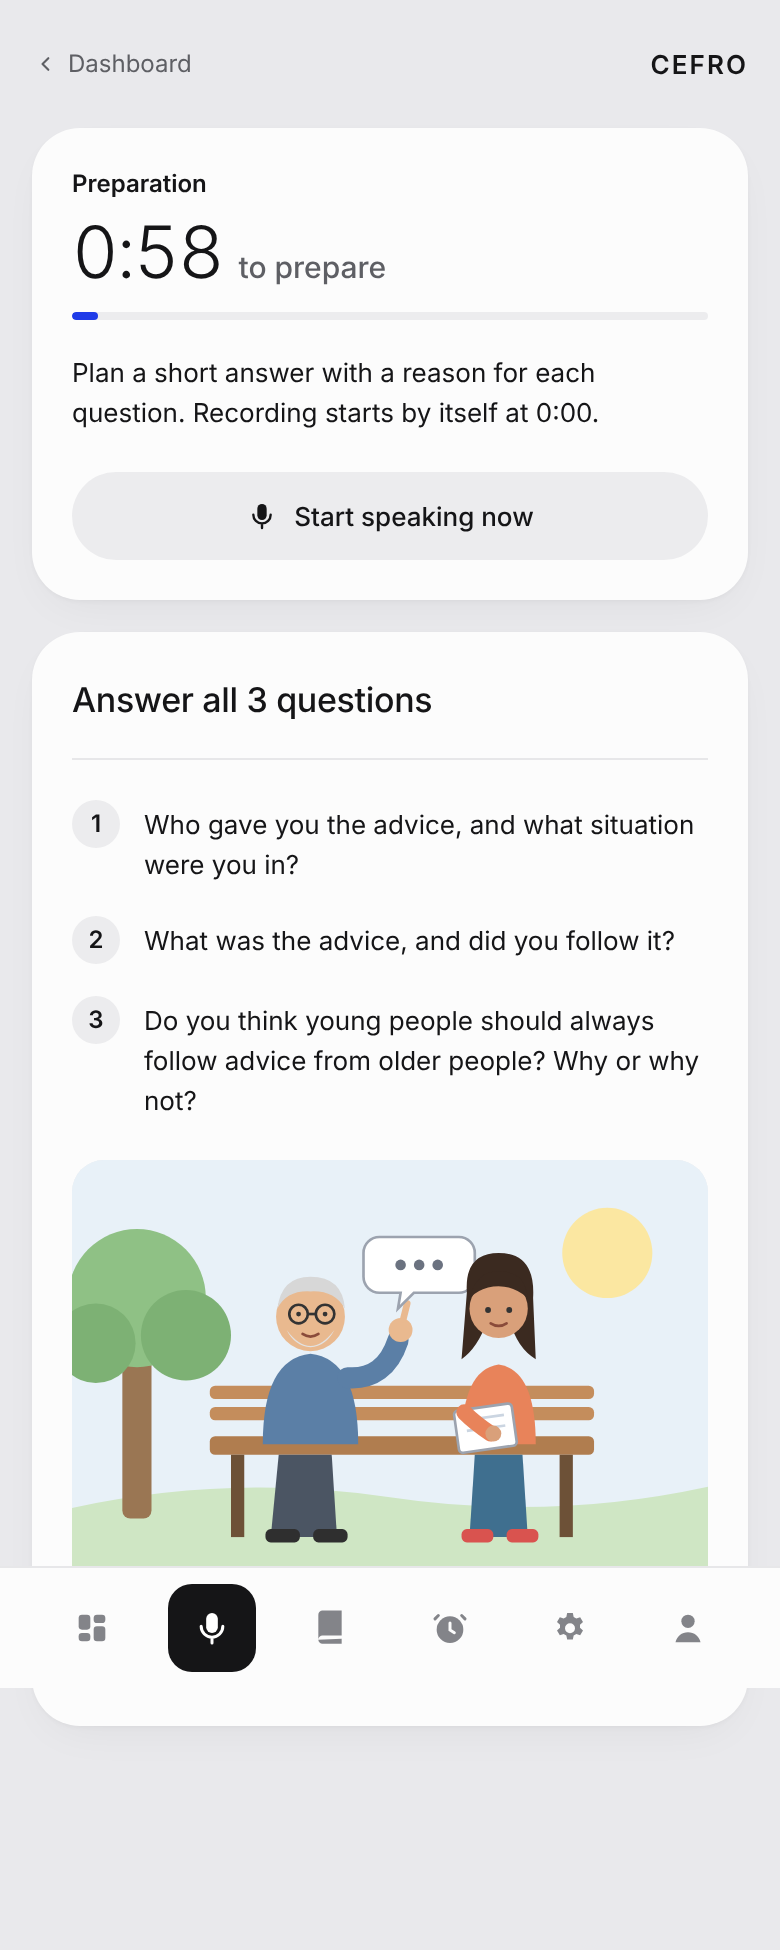 Dashboard
CEFRO
Preparation
0:58 to prepare
Plan a short answer with a reason for each
question. Recording starts by itself at 0:00.
Start speaking now
Answer all 3 questions
1 Who gave you the advice, and what situation
were you in?
2 What was the advice, and did you follow it?
3 Do you think young people should always
follow advice from older people? Why or why
not?